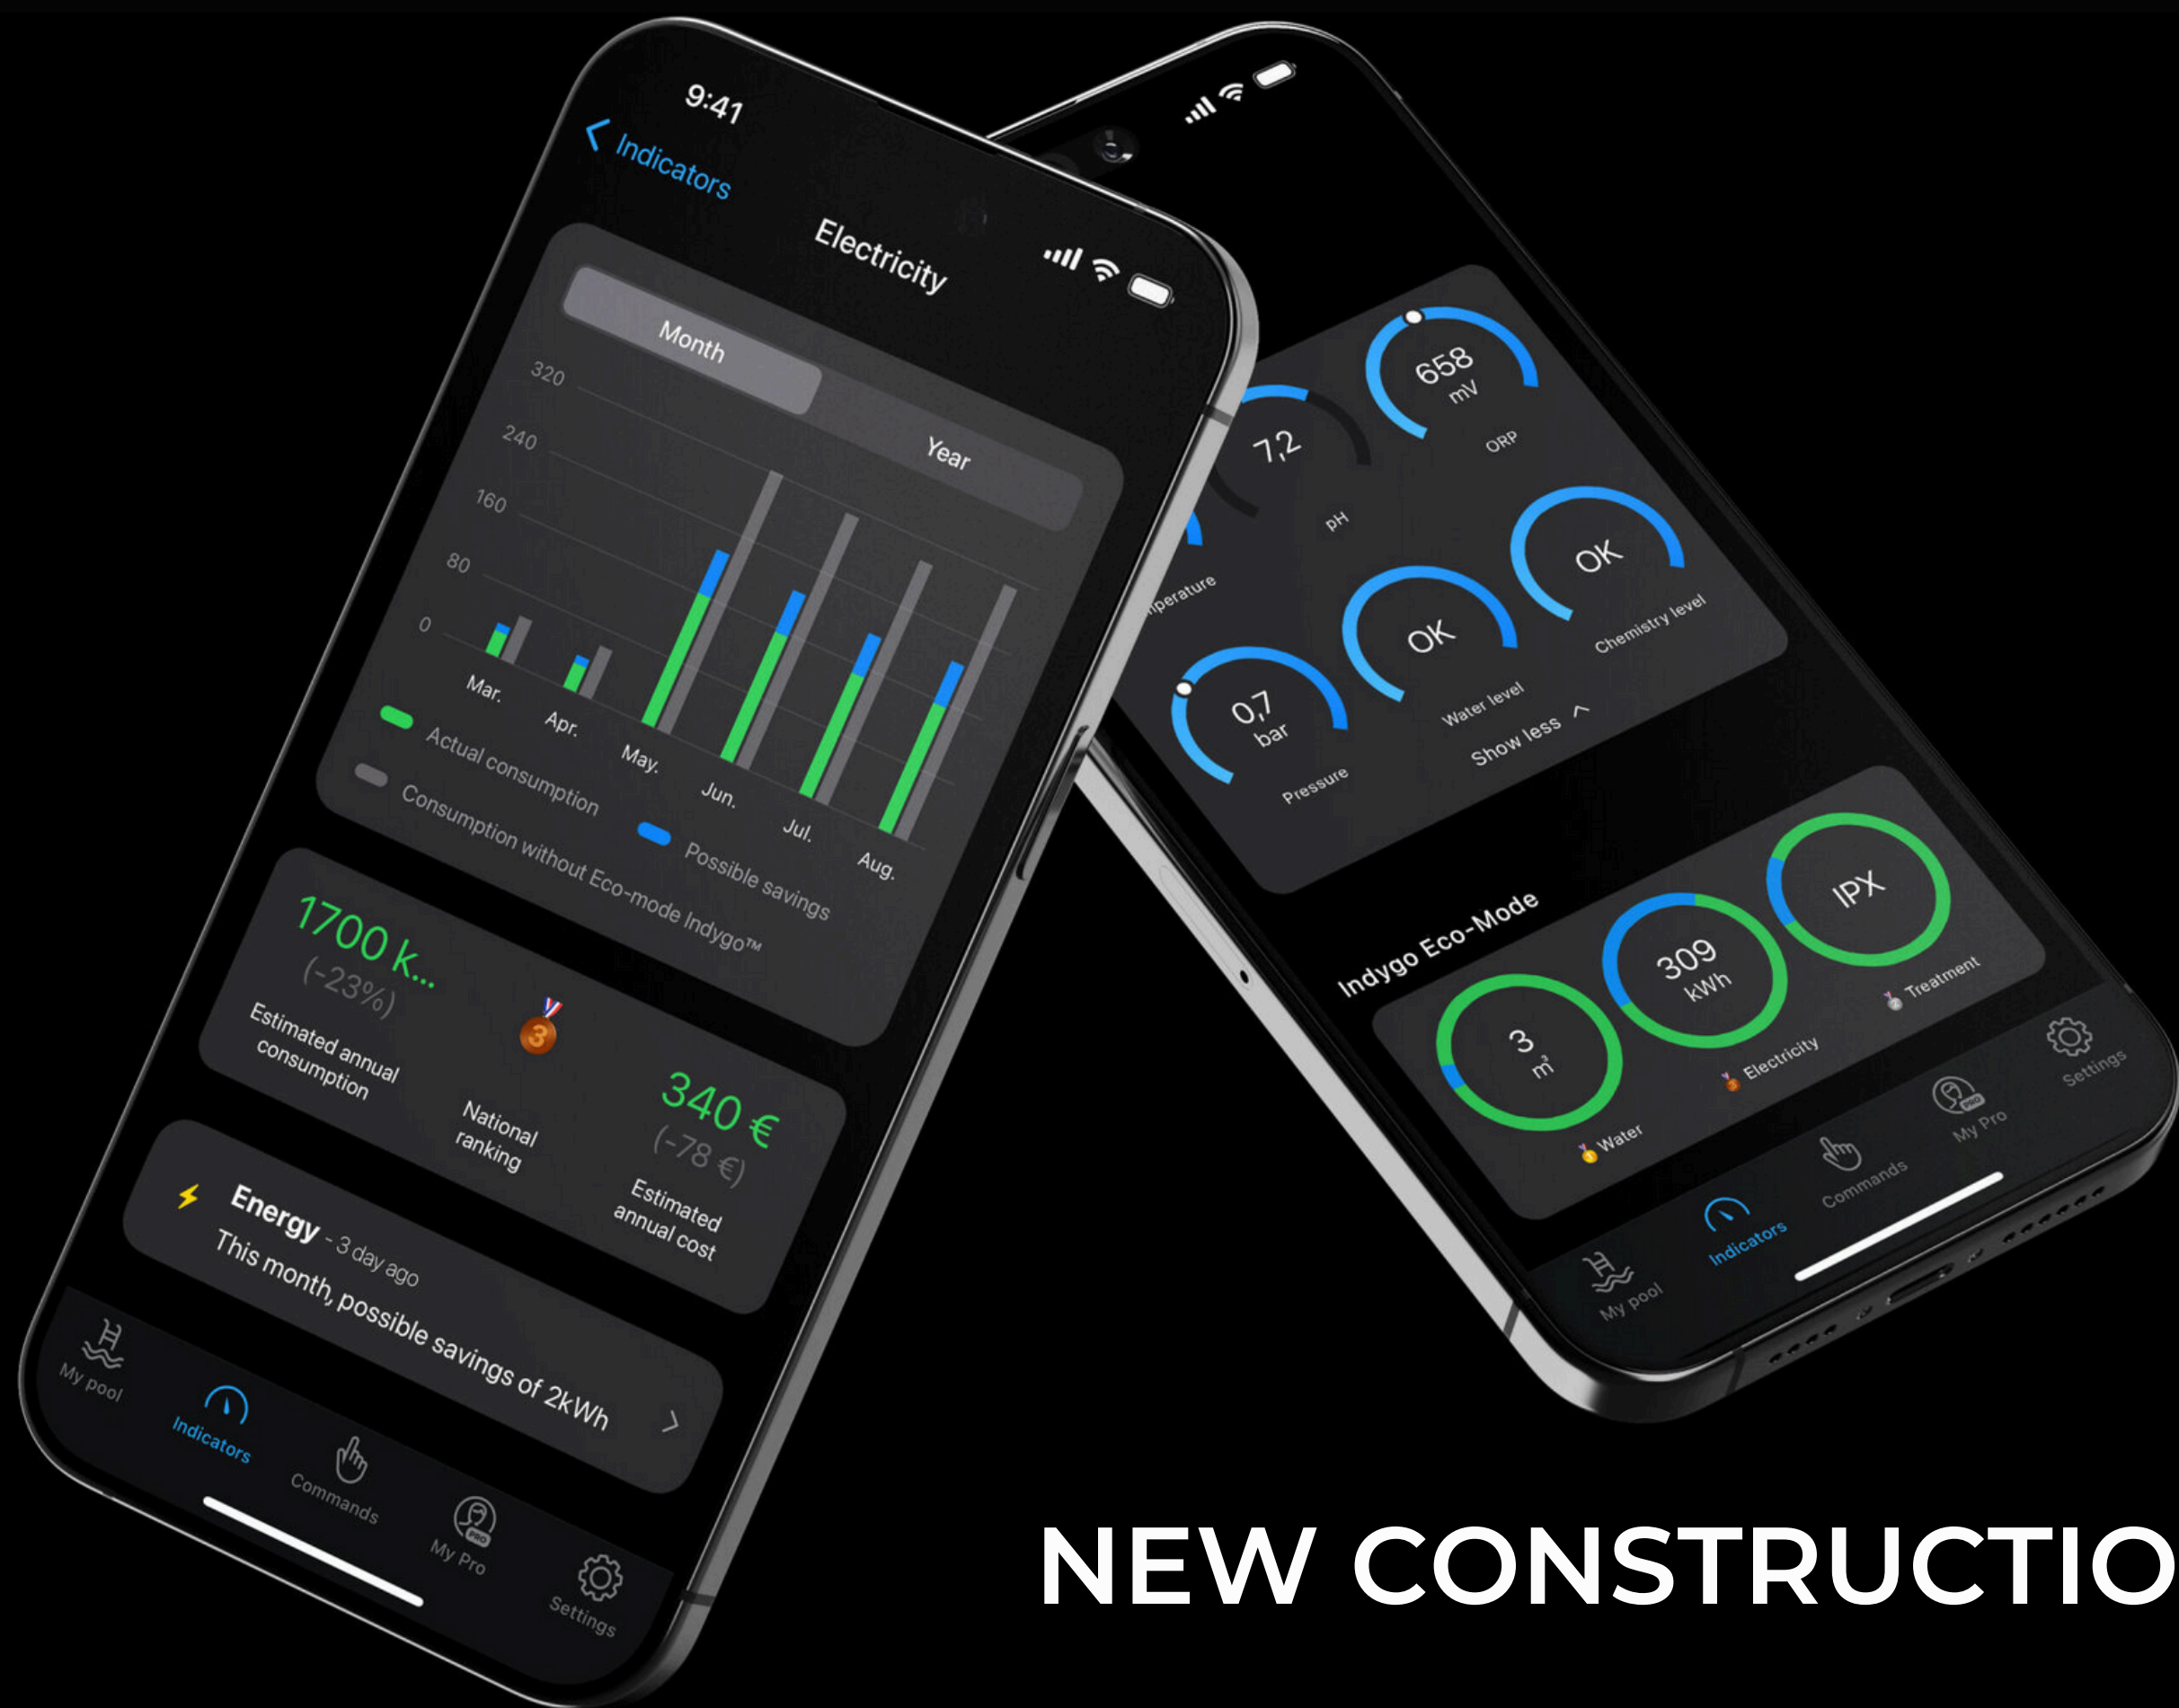 9:41
Indicators
Electricity
Month
Year
320
240
160
80
0
Mar.
Apr.
May.
Jun.
Jul.
Aug.
Actual consumption
Possible savings
Consumption without Eco-mode Indygo™
1700 k...
(-23%)
Estimated annual
consumption
3
National
ranking
340 €
(-78 €)
Estimated
annual cost
Energy - 3 day ago
This month, possible savings of 2kWh
My pool
Indicators
Commands
PRO
My Pro
Settings
7,2
pH
658
mV
ORP
mperature
0,7
bar
Pressure
OK
Water level
OK
Chemistry level
Show less
Indygo Eco-Mode
3
m³
Water
309
kWh
Electricity
IPX
Treatment
My pool
Indicators
Commands
PRO
My Pro
Settings
NEW CONSTRUCTIO